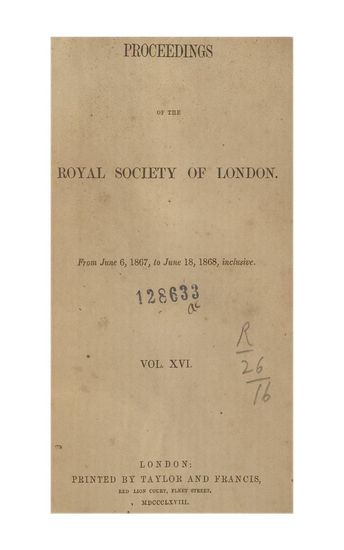 PROCEEDINGS
OF THE
ROYAL SOCIETY OF LONDON.
From June 6, 1867, to June 18, 1868, inclusive.
128633
ac
R
26
16
VOL. XVI.
LONDON:
PRINTED BY TAYLOR AND FRANCIS,
RED LION COURT, FLEET STREET,
MDCCCLXVIII.